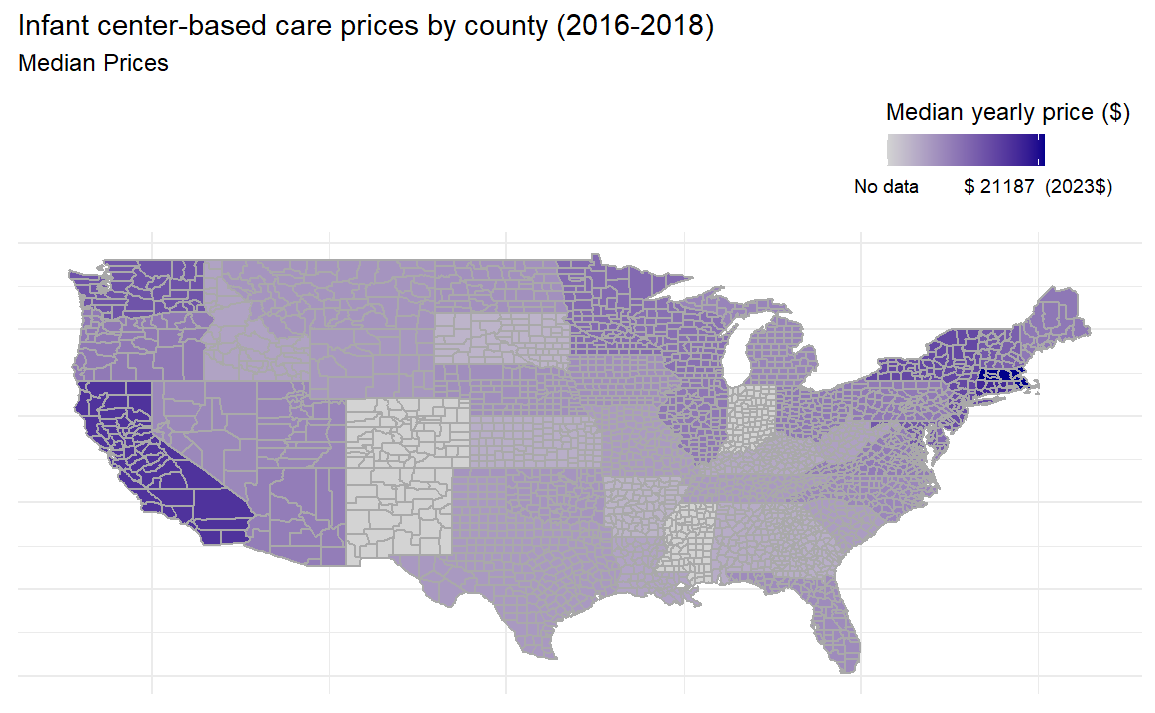 Infant center-based care prices by county (2016-2018)
Median Prices
Median yearly price ($)
No data $ 21187 (2023$)